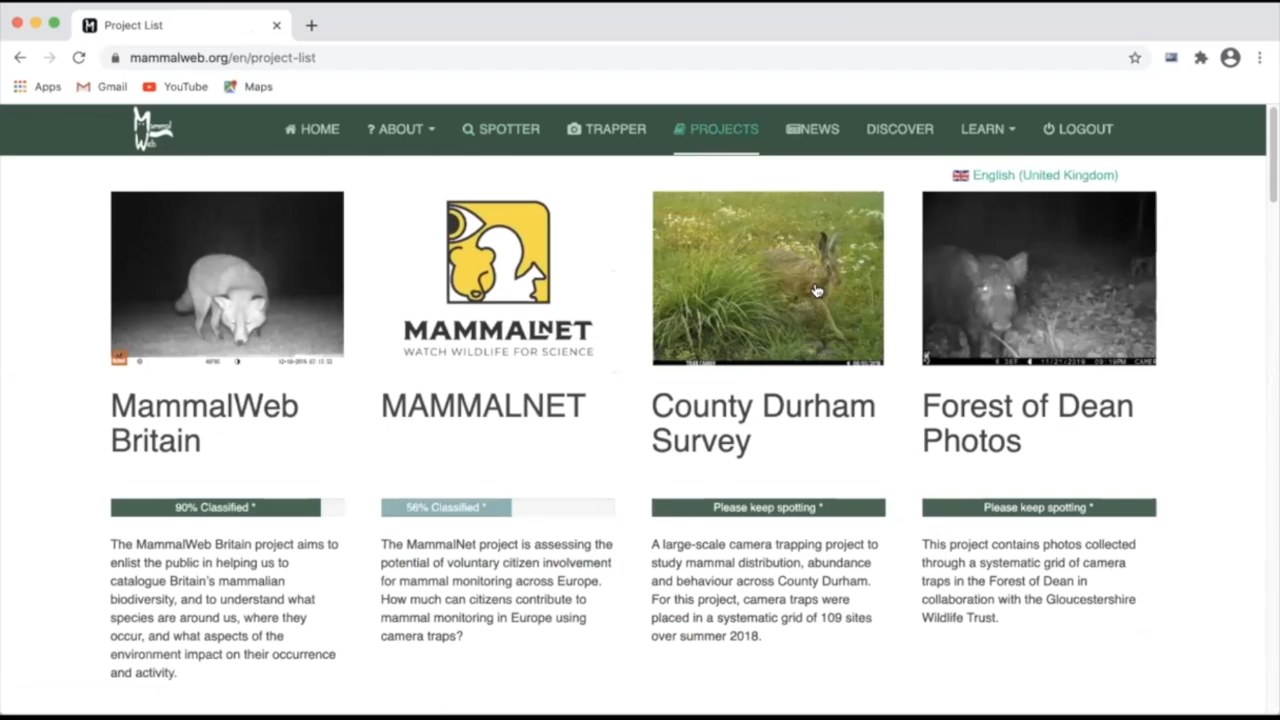 Project List
mammalweb.org/en/project-list
Apps Gmail YouTube Maps
Mammal Web
HOME ? ABOUT SPOTTER TRAPPER PROJECTS NEWS DISCOVER LEARN LOGOUT
English (United Kingdom)
MAMMALNET
WATCH WILDLIFE FOR SCIENCE
MammalWeb
Britain
90% Classified *
The MammalWeb Britain project aims to
enlist the public in helping us to
catalogue Britain's mammalian
biodiversity, and to understand what
species are around us, where they
occur, and what aspects of the
environment impact on their occurrence
and activity.
MAMMALNET
56% Classified *
The MammalNet project is assessing the
potential of voluntary citizen involvement
for mammal monitoring across Europe.
How much can citizens contribute to
mammal monitoring in Europe using
camera traps?
County Durham
Survey
Please keep spotting *
A large-scale camera trapping project to
study mammal distribution, abundance
and behaviour across County Durham.
For this project, camera traps were
placed in a systematic grid of 109 sites
over summer 2018.
Forest of Dean
Photos
Please keep spotting *
This project contains photos collected
through a systematic grid of camera
traps in the Forest of Dean in
collaboration with the Gloucestershire
Wildlife Trust.